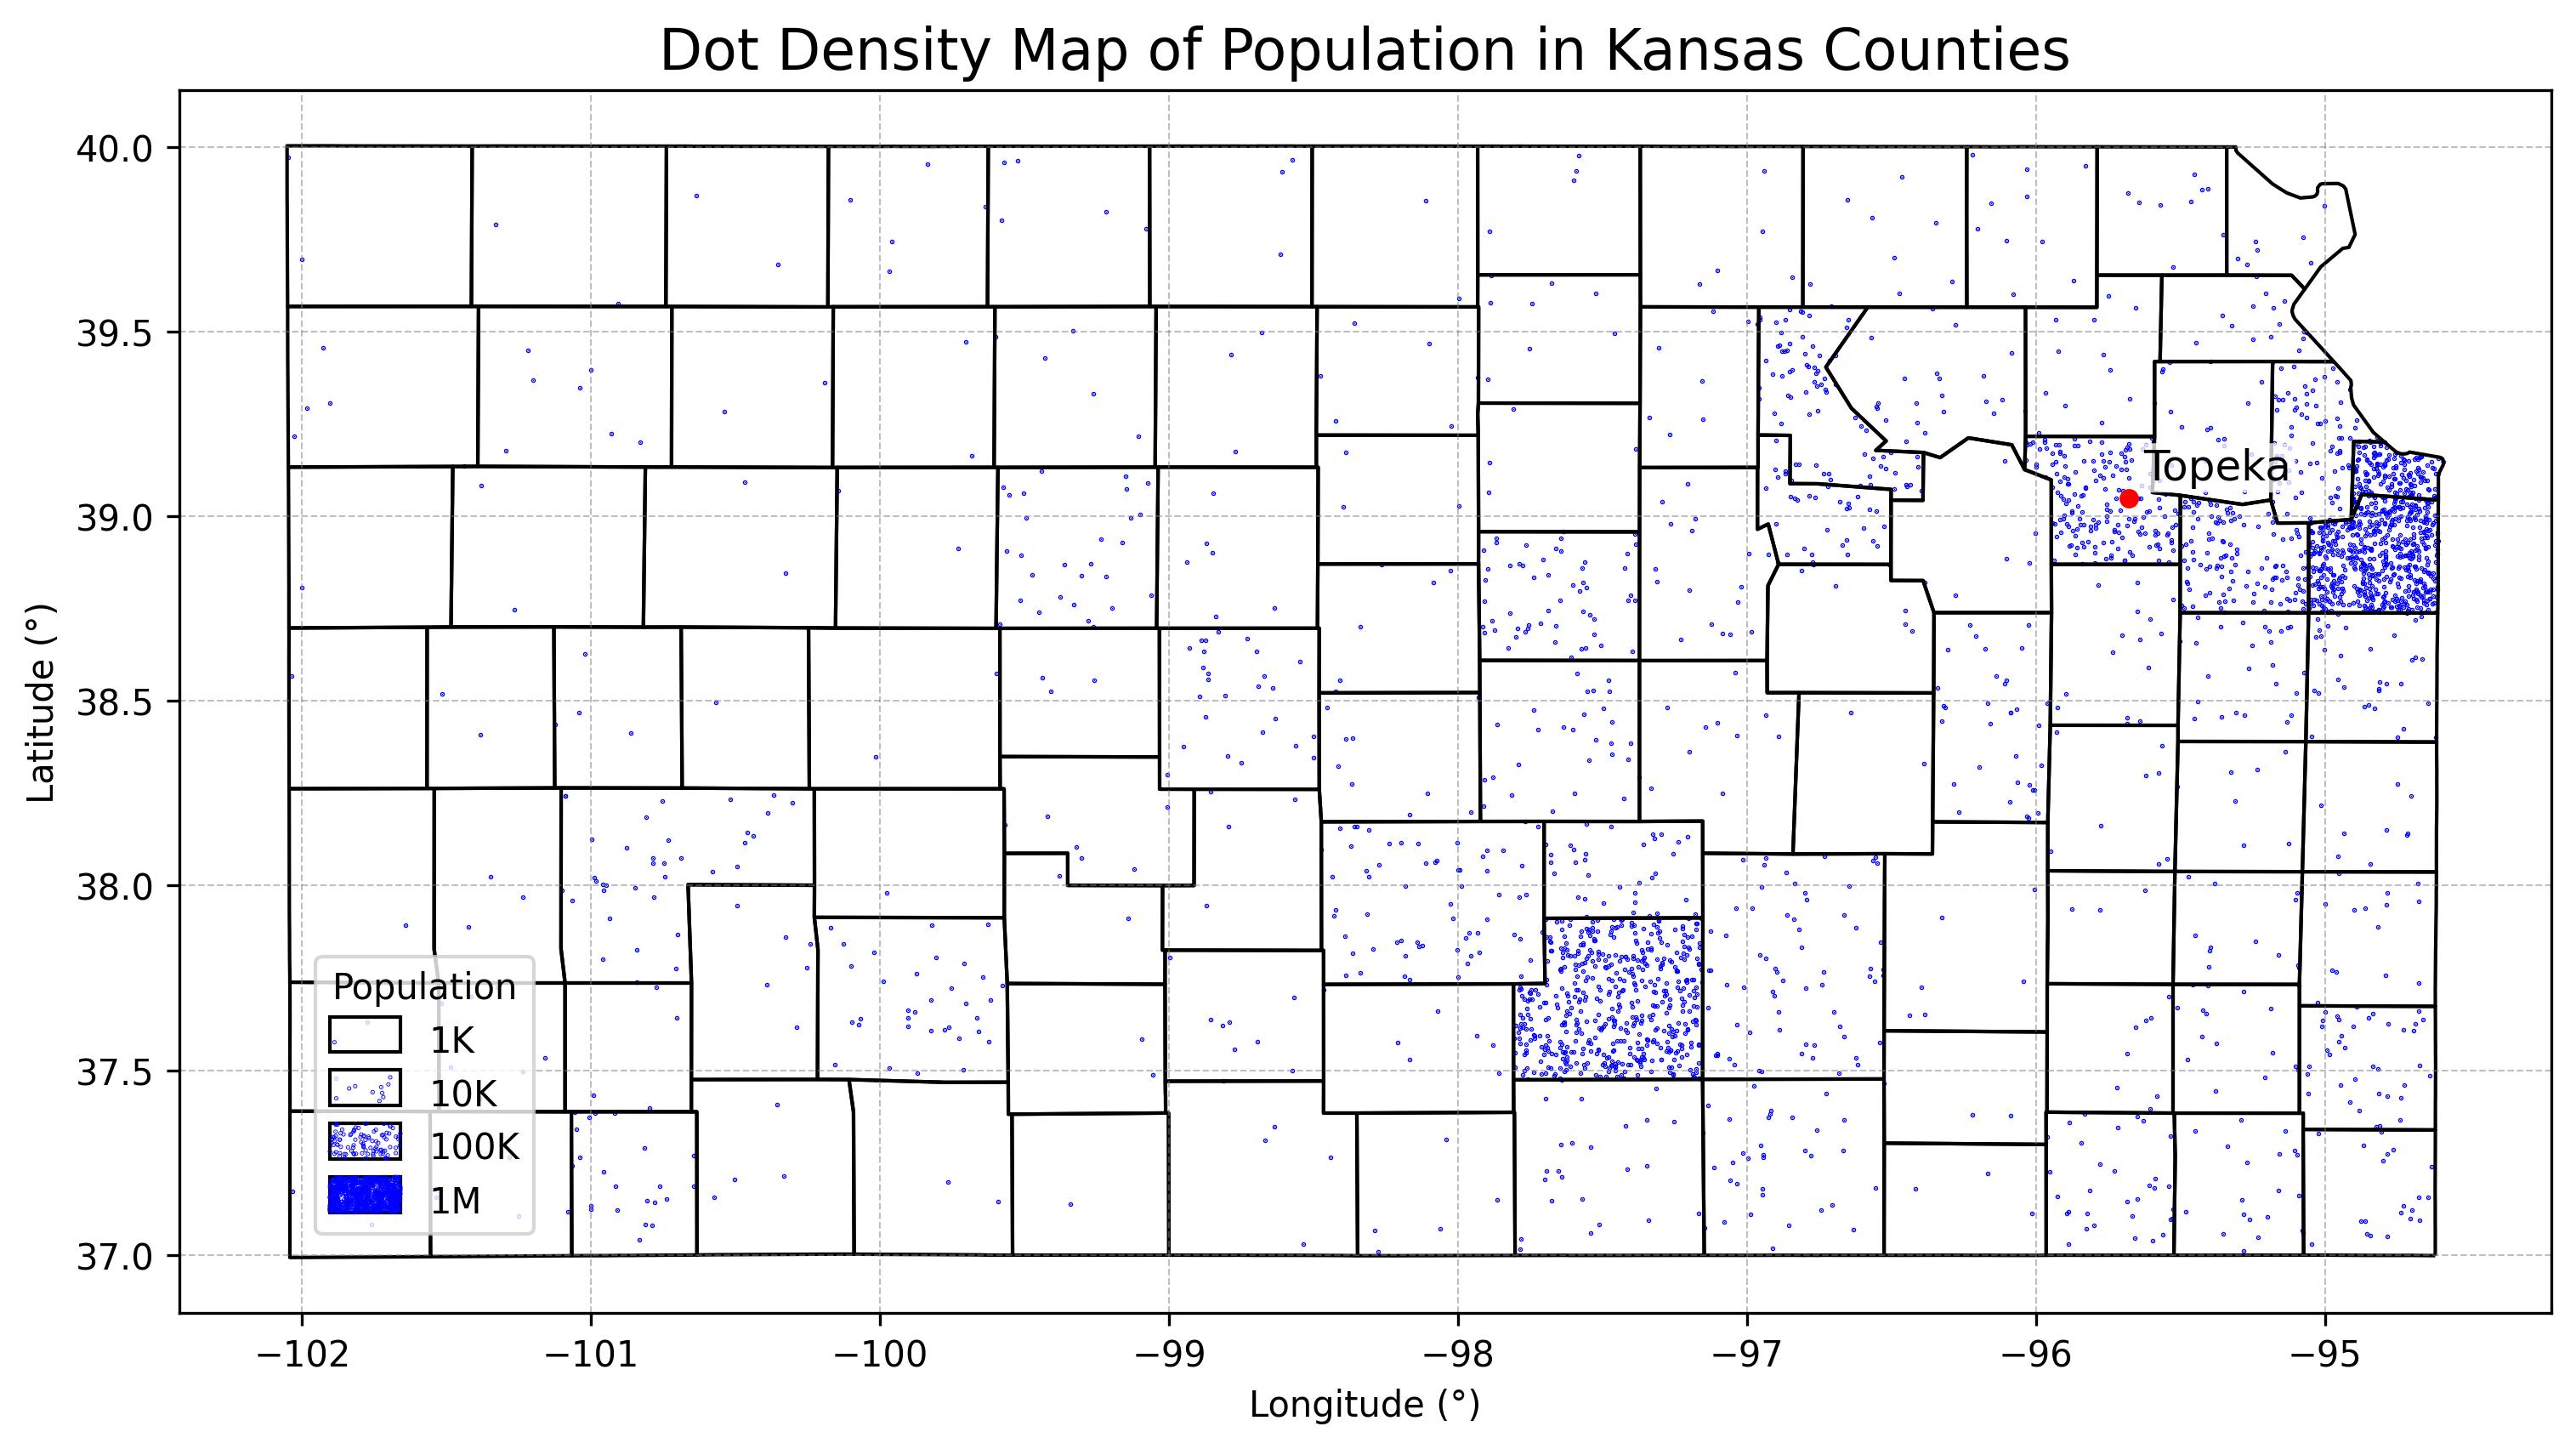 Dot Density Map of Population in Kansas Counties
Latitude (°)
40.0
39.5
39.0
38.5
38.0
37.5
37.0
Topeka
Population
1K
10K
100K
1M
−102
−101
−100
−99
−98
−97
−96
−95
Longitude (°)